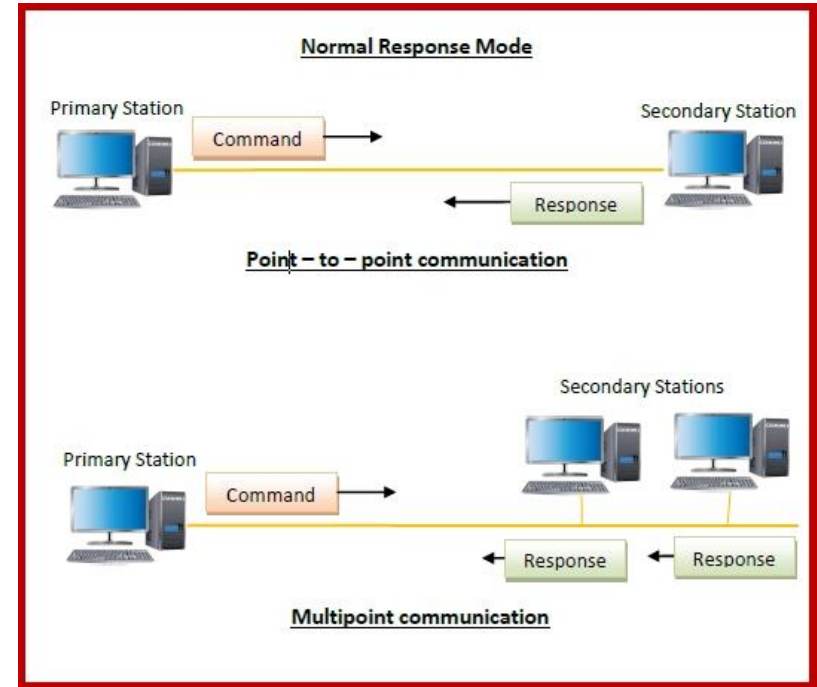 Normal Response Mode
Primary Station
Secondary Station
Command
Response
Point – to – point communication
Secondary Stations
Primary Station
Command
Response
Response
Multipoint communication